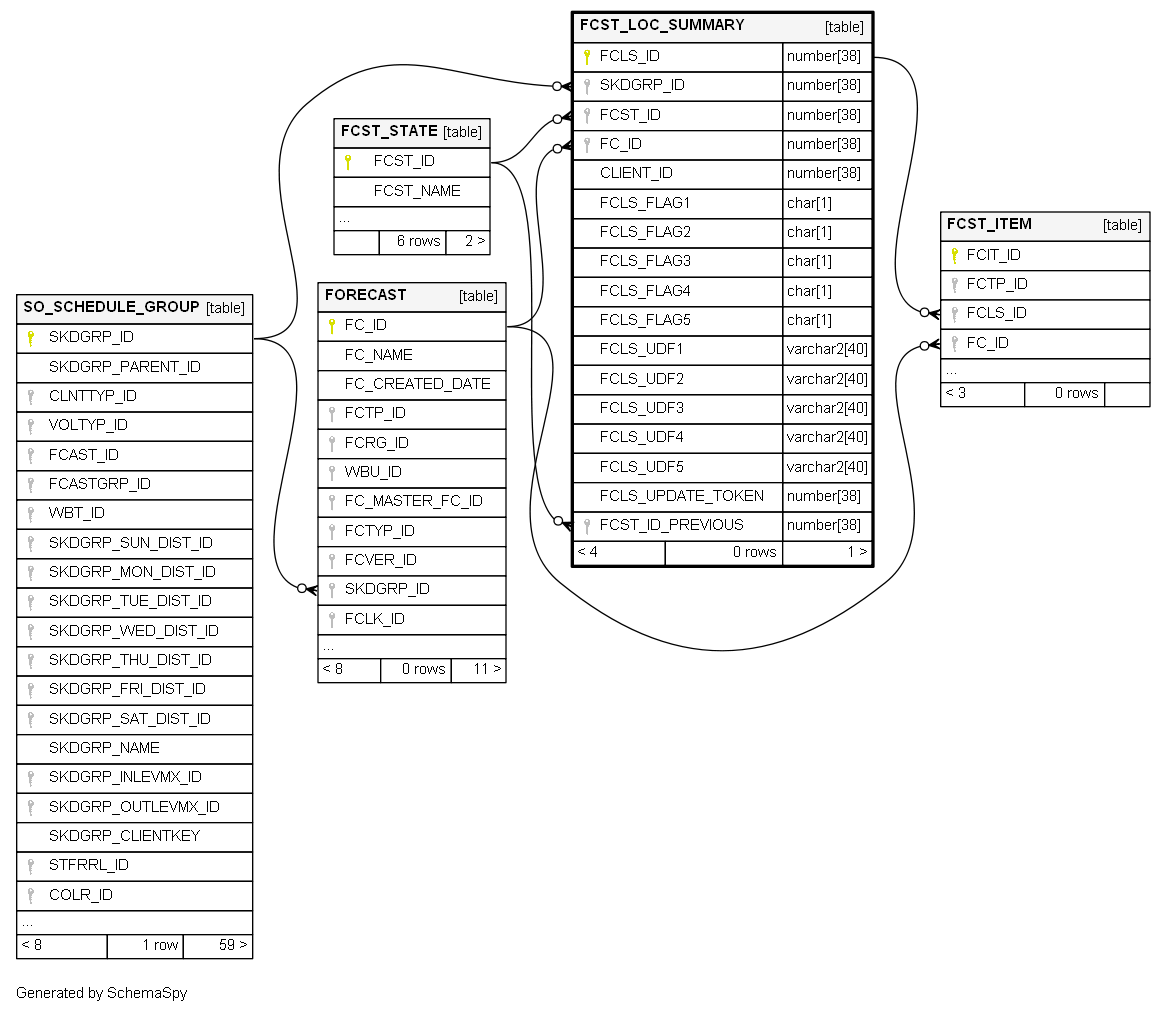 FCST_LOC_SUMMARY [table]
FCLS_ID number[38]
SKDGRP_ID number[38]
FCST_ID number[38]
FC_ID number[38]
CLIENT_ID number[38]
FCLS_FLAG1 char[1]
FCLS_FLAG2 char[1]
FCLS_FLAG3 char[1]
FCLS_FLAG4 char[1]
FCLS_FLAG5 char[1]
FCLS_UDF1 varchar2[40]
FCLS_UDF2 varchar2[40]
FCLS_UDF3 varchar2[40]
FCLS_UDF4 varchar2[40]
FCLS_UDF5 varchar2[40]
FCLS_UPDATE_TOKEN number[38]
FCST_ID_PREVIOUS number[38]
< 4 0 rows 1 >
FCST_STATE [table]
FCST_ID
FCST_NAME
...
6 rows 2 >
FCST_ITEM [table]
FCIT_ID
FCTP_ID
FCLS_ID
FC_ID
...
< 3 0 rows
FORECAST [table]
FC_ID
FC_NAME
FC_CREATED_DATE
FCTP_ID
FCRG_ID
WBU_ID
FC_MASTER_FC_ID
FCTYP_ID
FCVER_ID
SKDGRP_ID
FCLK_ID
...
< 8 0 rows 11 >
SO_SCHEDULE_GROUP [table]
SKDGRP_ID
SKDGRP_PARENT_ID
CLNTTYP_ID
VOLTYP_ID
FCAST_ID
FCASTGRP_ID
WBT_ID
SKDGRP_SUN_DIST_ID
SKDGRP_MON_DIST_ID
SKDGRP_TUE_DIST_ID
SKDGRP_WED_DIST_ID
SKDGRP_THU_DIST_ID
SKDGRP_FRI_DIST_ID
SKDGRP_SAT_DIST_ID
SKDGRP_NAME
SKDGRP_INLEVMX_ID
SKDGRP_OUTLEVMX_ID
SKDGRP_CLIENTKEY
STFRRL_ID
COLR_ID
...
< 8 1 row 59 >
Generated by SchemaSpy